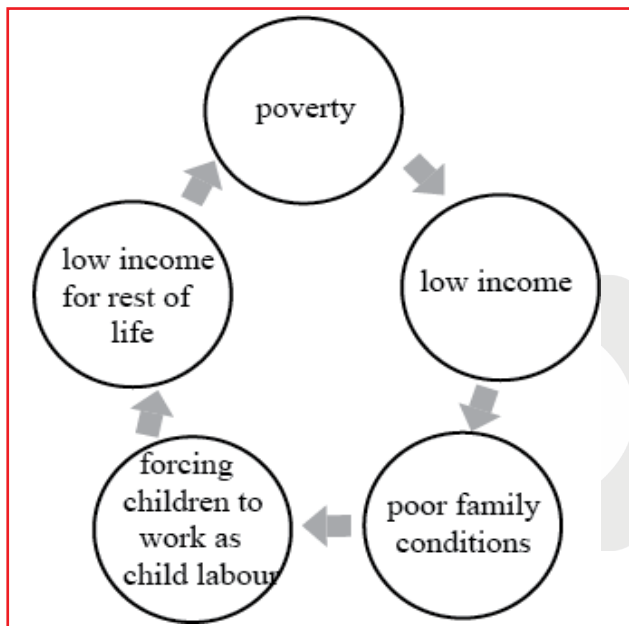 poverty
low income
poor family
conditions
forcing
children to
work as
child labour
low income
for rest of
life